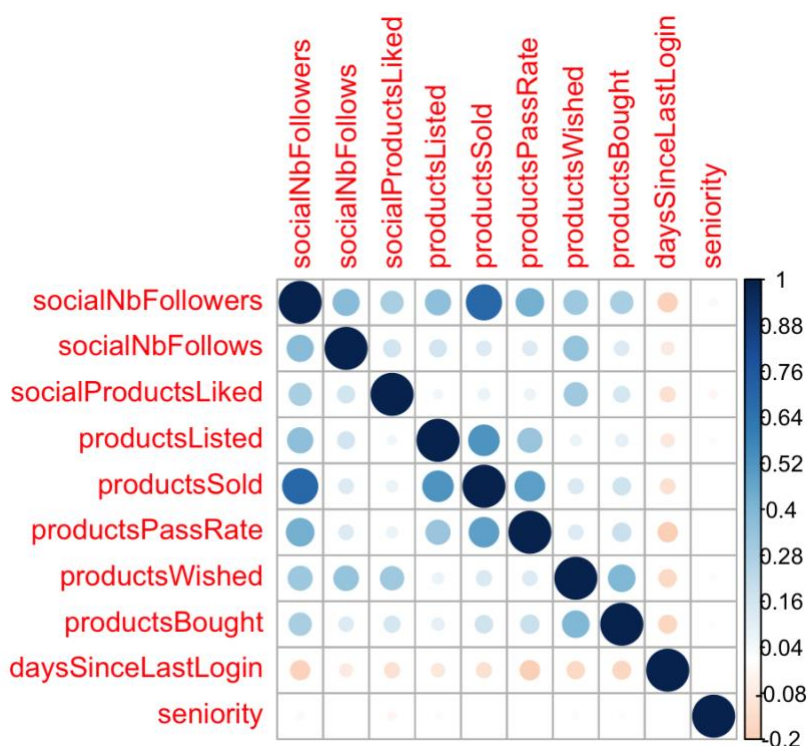 socialNbFollowers
socialNbFollows
socialProductsLiked
productsListed
productsSold
productsPassRate
productsWished
productsBought
daysSinceLastLogin
seniority
socialNbFollowers
socialNbFollows
socialProductsLiked
productsListed
productsSold
productsPassRate
productsWished
productsBought
daysSinceLastLogin
seniority
1
0.88
0.76
0.64
0.52
0.4
0.28
0.16
0.04
-0.08
-0.2